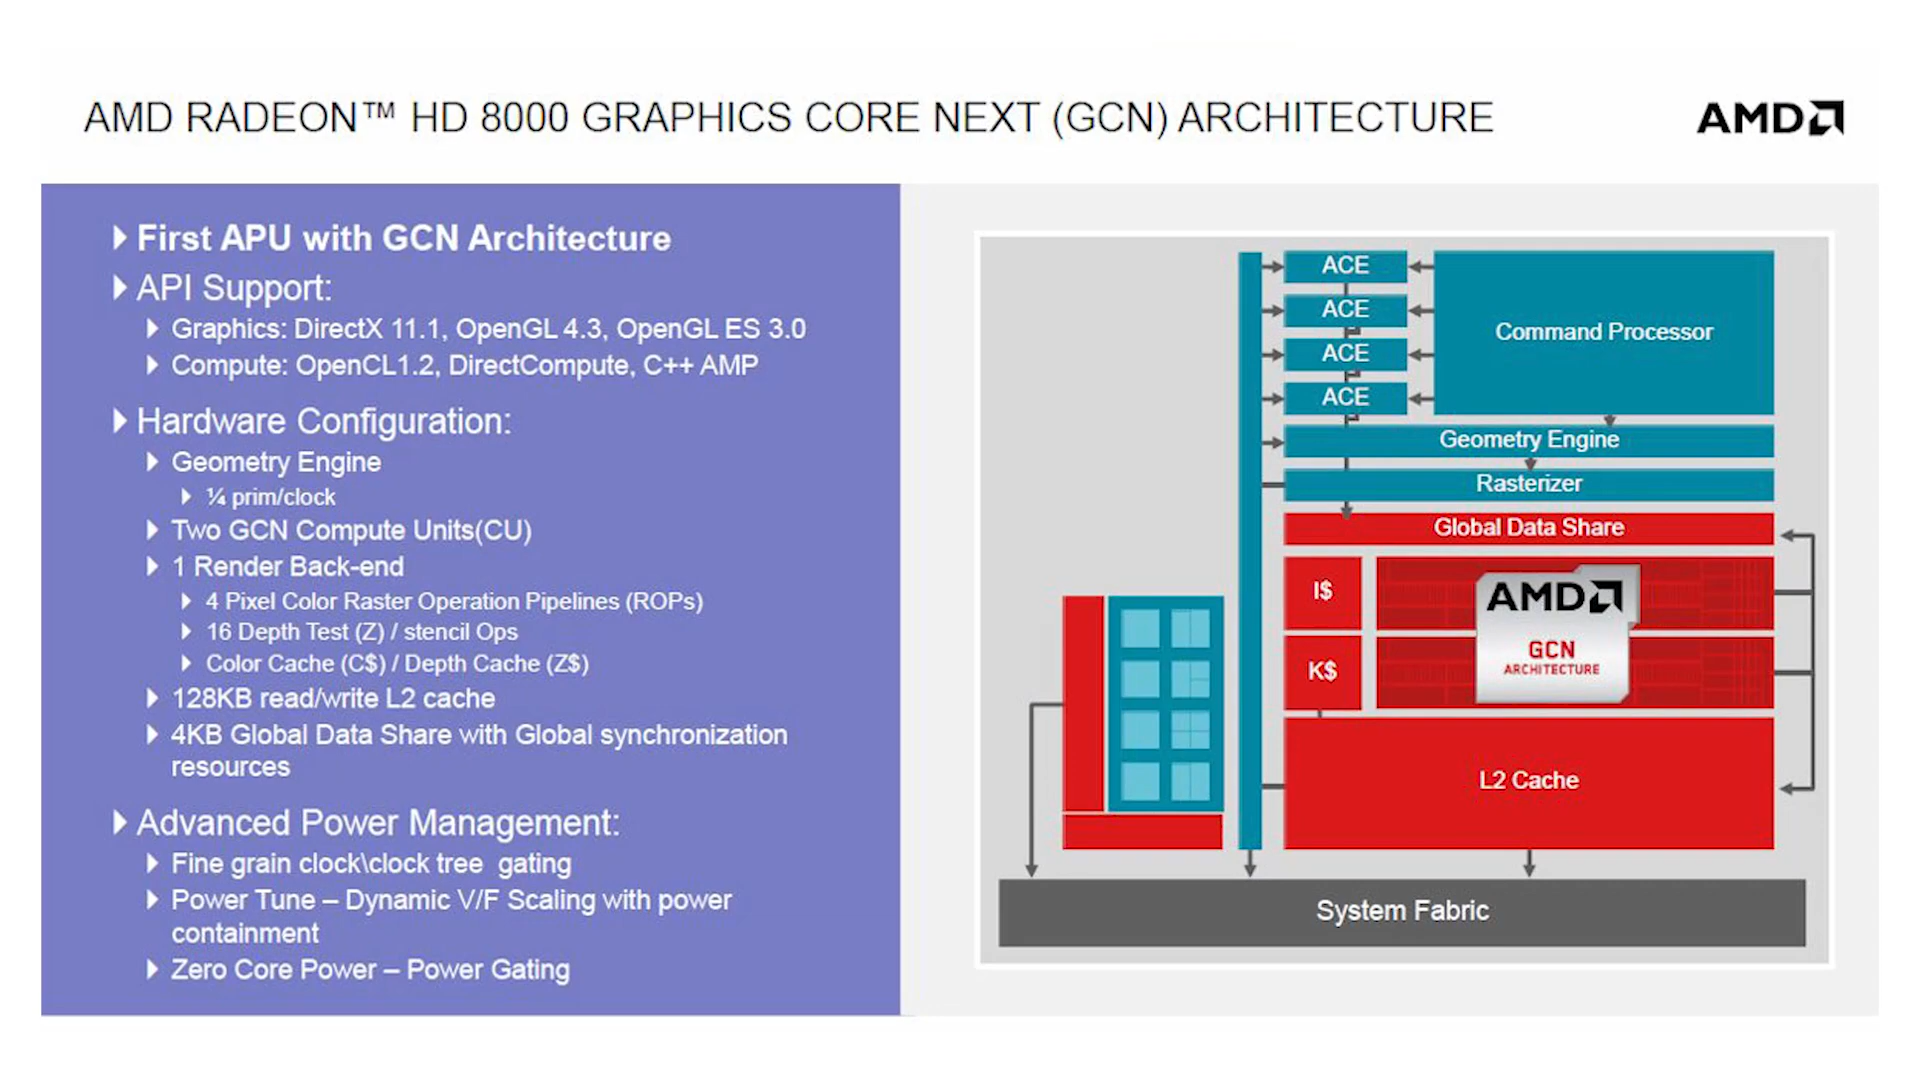 AMD RADEON™ HD 8000 GRAPHICS CORE NEXT (GCN) ARCHITECTURE
AMD
First APU with GCN Architecture
API Support:
Graphics: DirectX 11.1, OpenGL 4.3, OpenGL ES 3.0
Compute: OpenCL1.2, DirectCompute, C++ AMP
Hardware Configuration:
Geometry Engine
¼ prim/clock
Two GCN Compute Units(CU)
1 Render Back-end
4 Pixel Color Raster Operation Pipelines (ROPs)
16 Depth Test (Z) / stencil Ops
Color Cache (C$) / Depth Cache (Z$)
128KB read/write L2 cache
4KB Global Data Share with Global synchronization
resources
Advanced Power Management:
Fine grain clock\clock tree  gating
Power Tune – Dynamic V/F Scaling with power
containment
Zero Core Power – Power Gating
ACE
ACE
ACE
ACE
Command Processor
Geometry Engine
Rasterizer
Global Data Share
I$
K$
AMD
GCN
ARCHITECTURE
L2 Cache
System Fabric